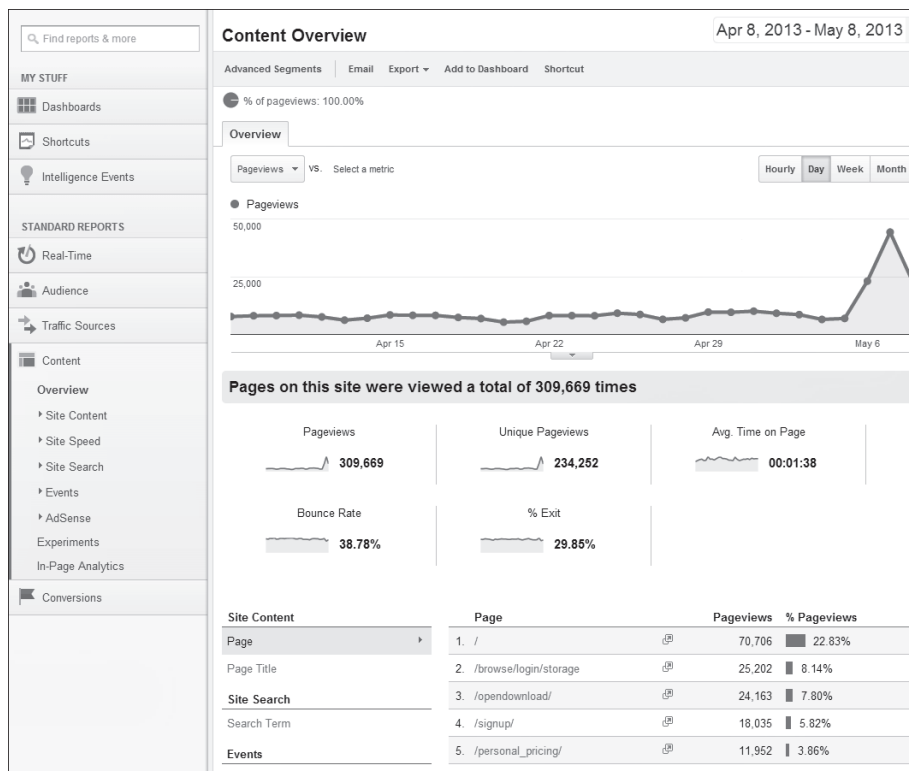 Find reports & more
MY STUFF
Dashboards
Shortcuts
Intelligence Events
STANDARD REPORTS
Real-Time
Audience
Traffic Sources
Content
Overview
Site Content
Site Speed
Site Search
Events
AdSense
Experiments
In-Page Analytics
Conversions
Content Overview
Apr 8, 2013 - May 8, 2013
Advanced Segments Email Export Add to Dashboard Shortcut
% of pageviews: 100.00%
Overview
Pageviews VS. Select a metric
Hourly Day Week Month
Pageviews
50,000
25,000
Apr 15 Apr 22 Apr 29 May 6
Pages on this site were viewed a total of 309,669 times
Pageviews
309,669
Unique Pageviews
234,252
Avg. Time on Page
00:01:38
Bounce Rate
38.78%
% Exit
29.85%
Site Content
Page
Page Title
Site Search
Search Term
Events
Page Pageviews % Pageviews
1. / 70,706 22.83%
2. /browse/login/storage 25,202 8.14%
3. /opendownload/ 24,163 7.80%
4. /signup/ 18,035 5.82%
5. /personal_pricing/ 11,952 3.86%